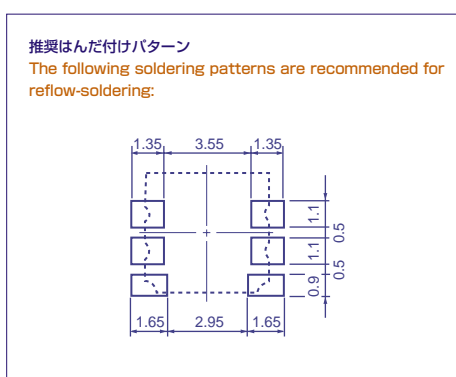 推奨はんだ付けパターン
The following soldering patterns are recommended for
reflow-soldering:
1.35 3.55 1.35
1.1
0.5
1.1
0.5
0.9
1.65 2.95 1.65